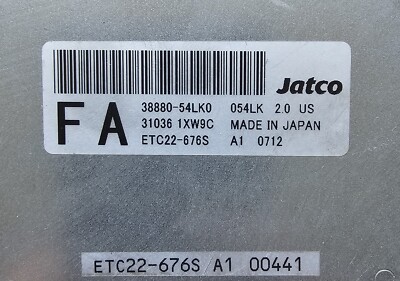 Jatco
FA
38880-54LK0 054LK 2.0 US
31036 1XW9C MADE IN JAPAN
ETC22-676S A1 0712
ETC22-676S A1 00441